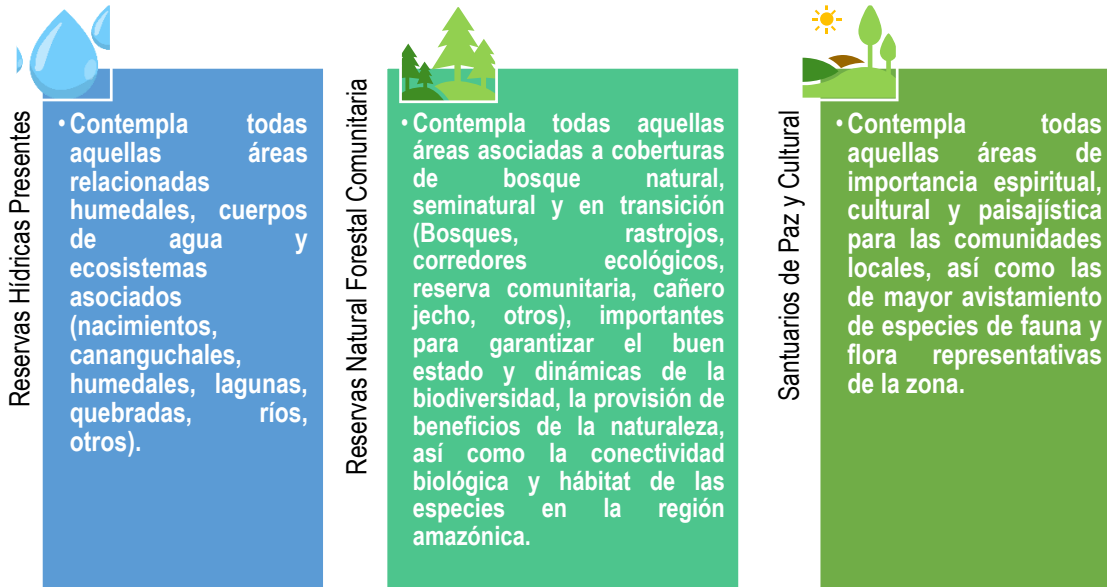 Reservas Hídricas Presentes
• Contempla todas
aquellas áreas
relacionadas
humedales, cuerpos
de agua y
ecosistemas
asociados
(nacimientos,
cananguchales,
humedales, lagunas,
quebradas, ríos,
otros).
Reservas Natural Forestal Comunitaria
• Contempla todas aquellas
áreas asociadas a coberturas
de bosque natural,
seminatural y en transición
(Bosques, rastrojos,
corredores ecológicos,
reserva comunitaria, cañero
jecho, otros), importantes
para garantizar el buen
estado y dinámicas de la
biodiversidad, la provisión de
beneficios de la naturaleza,
así como la conectividad
biológica y hábitat de las
especies en la región
amazónica.
Santuarios de Paz y Cultural
• Contempla todas
aquellas áreas de
importancia espiritual,
cultural y paisajística
para las comunidades
locales, así como las
de mayor avistamiento
de especies de fauna y
flora representativas
de la zona.